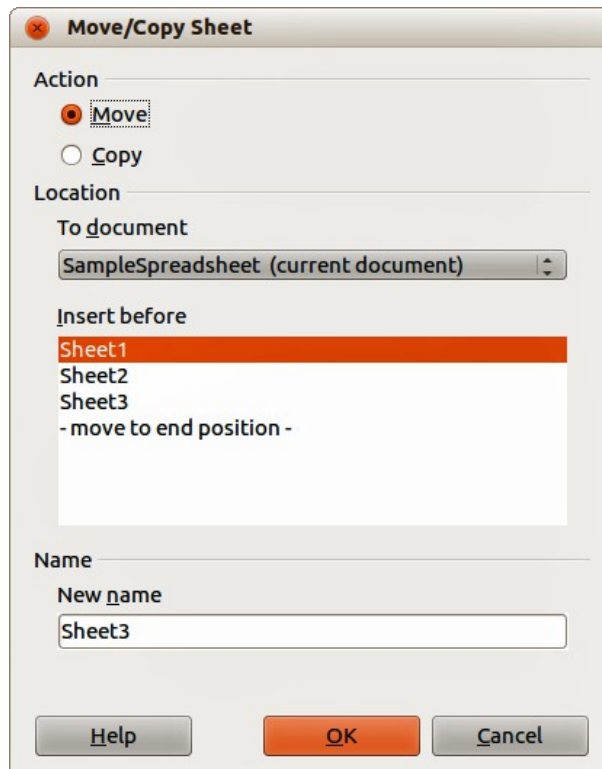 Move/Copy Sheet
Action
Move
Copy
Location
To document
SampleSpreadsheet (current document)
Insert before
Sheet1
Sheet2
Sheet3
- move to end position -
Name
New name
Sheet3
Help OK Cancel